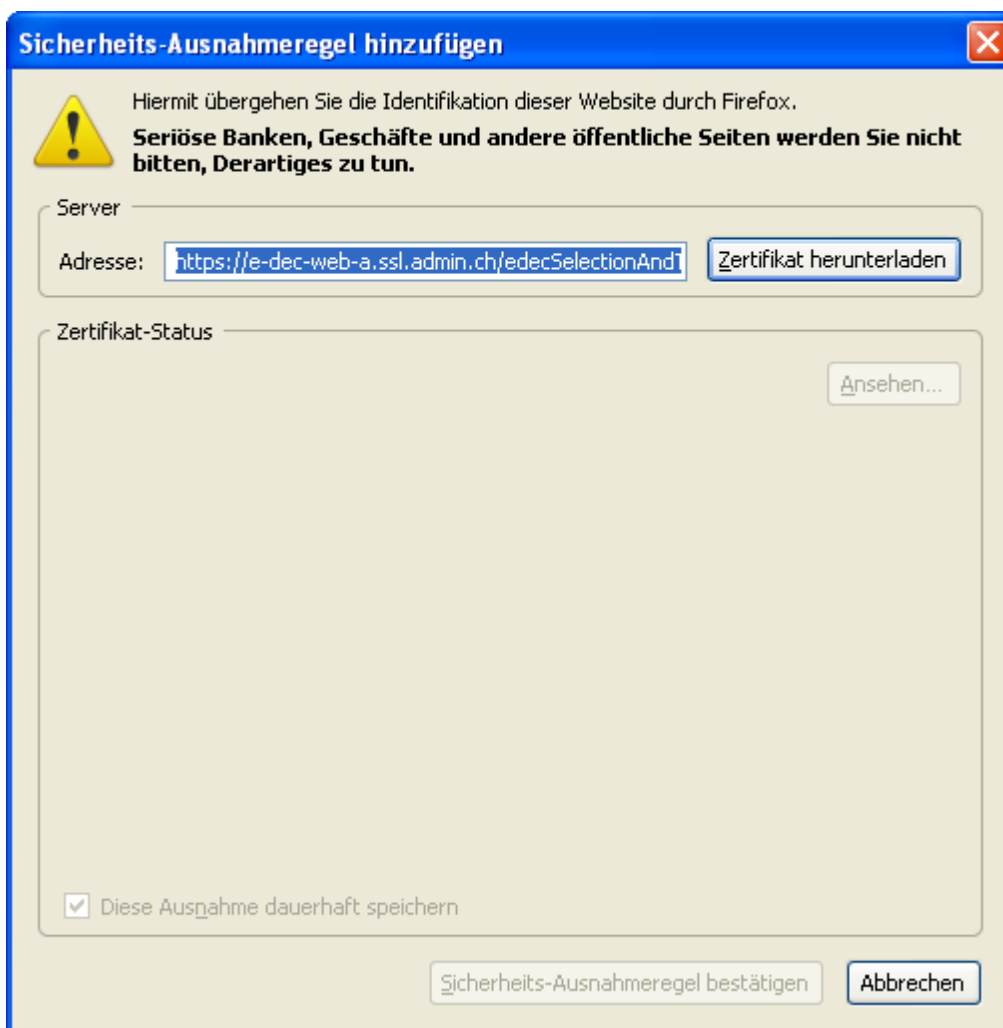 Sicherheits-Ausnahmeregel hinzufügen
Hiermit übergehen Sie die Identifikation dieser Website durch Firefox.
Seriöse Banken, Geschäfte und andere öffentliche Seiten werden Sie nicht
bitten, Derartiges zu tun.
Server
Adresse: https://e-dec-web-a.ssl.admin.ch/edecSelectionAndT Zertifikat herunterladen
Zertifikat-Status
Ansehen...
Diese Ausnahme dauerhaft speichern
Sicherheits-Ausnahmeregel bestätigen Abbrechen